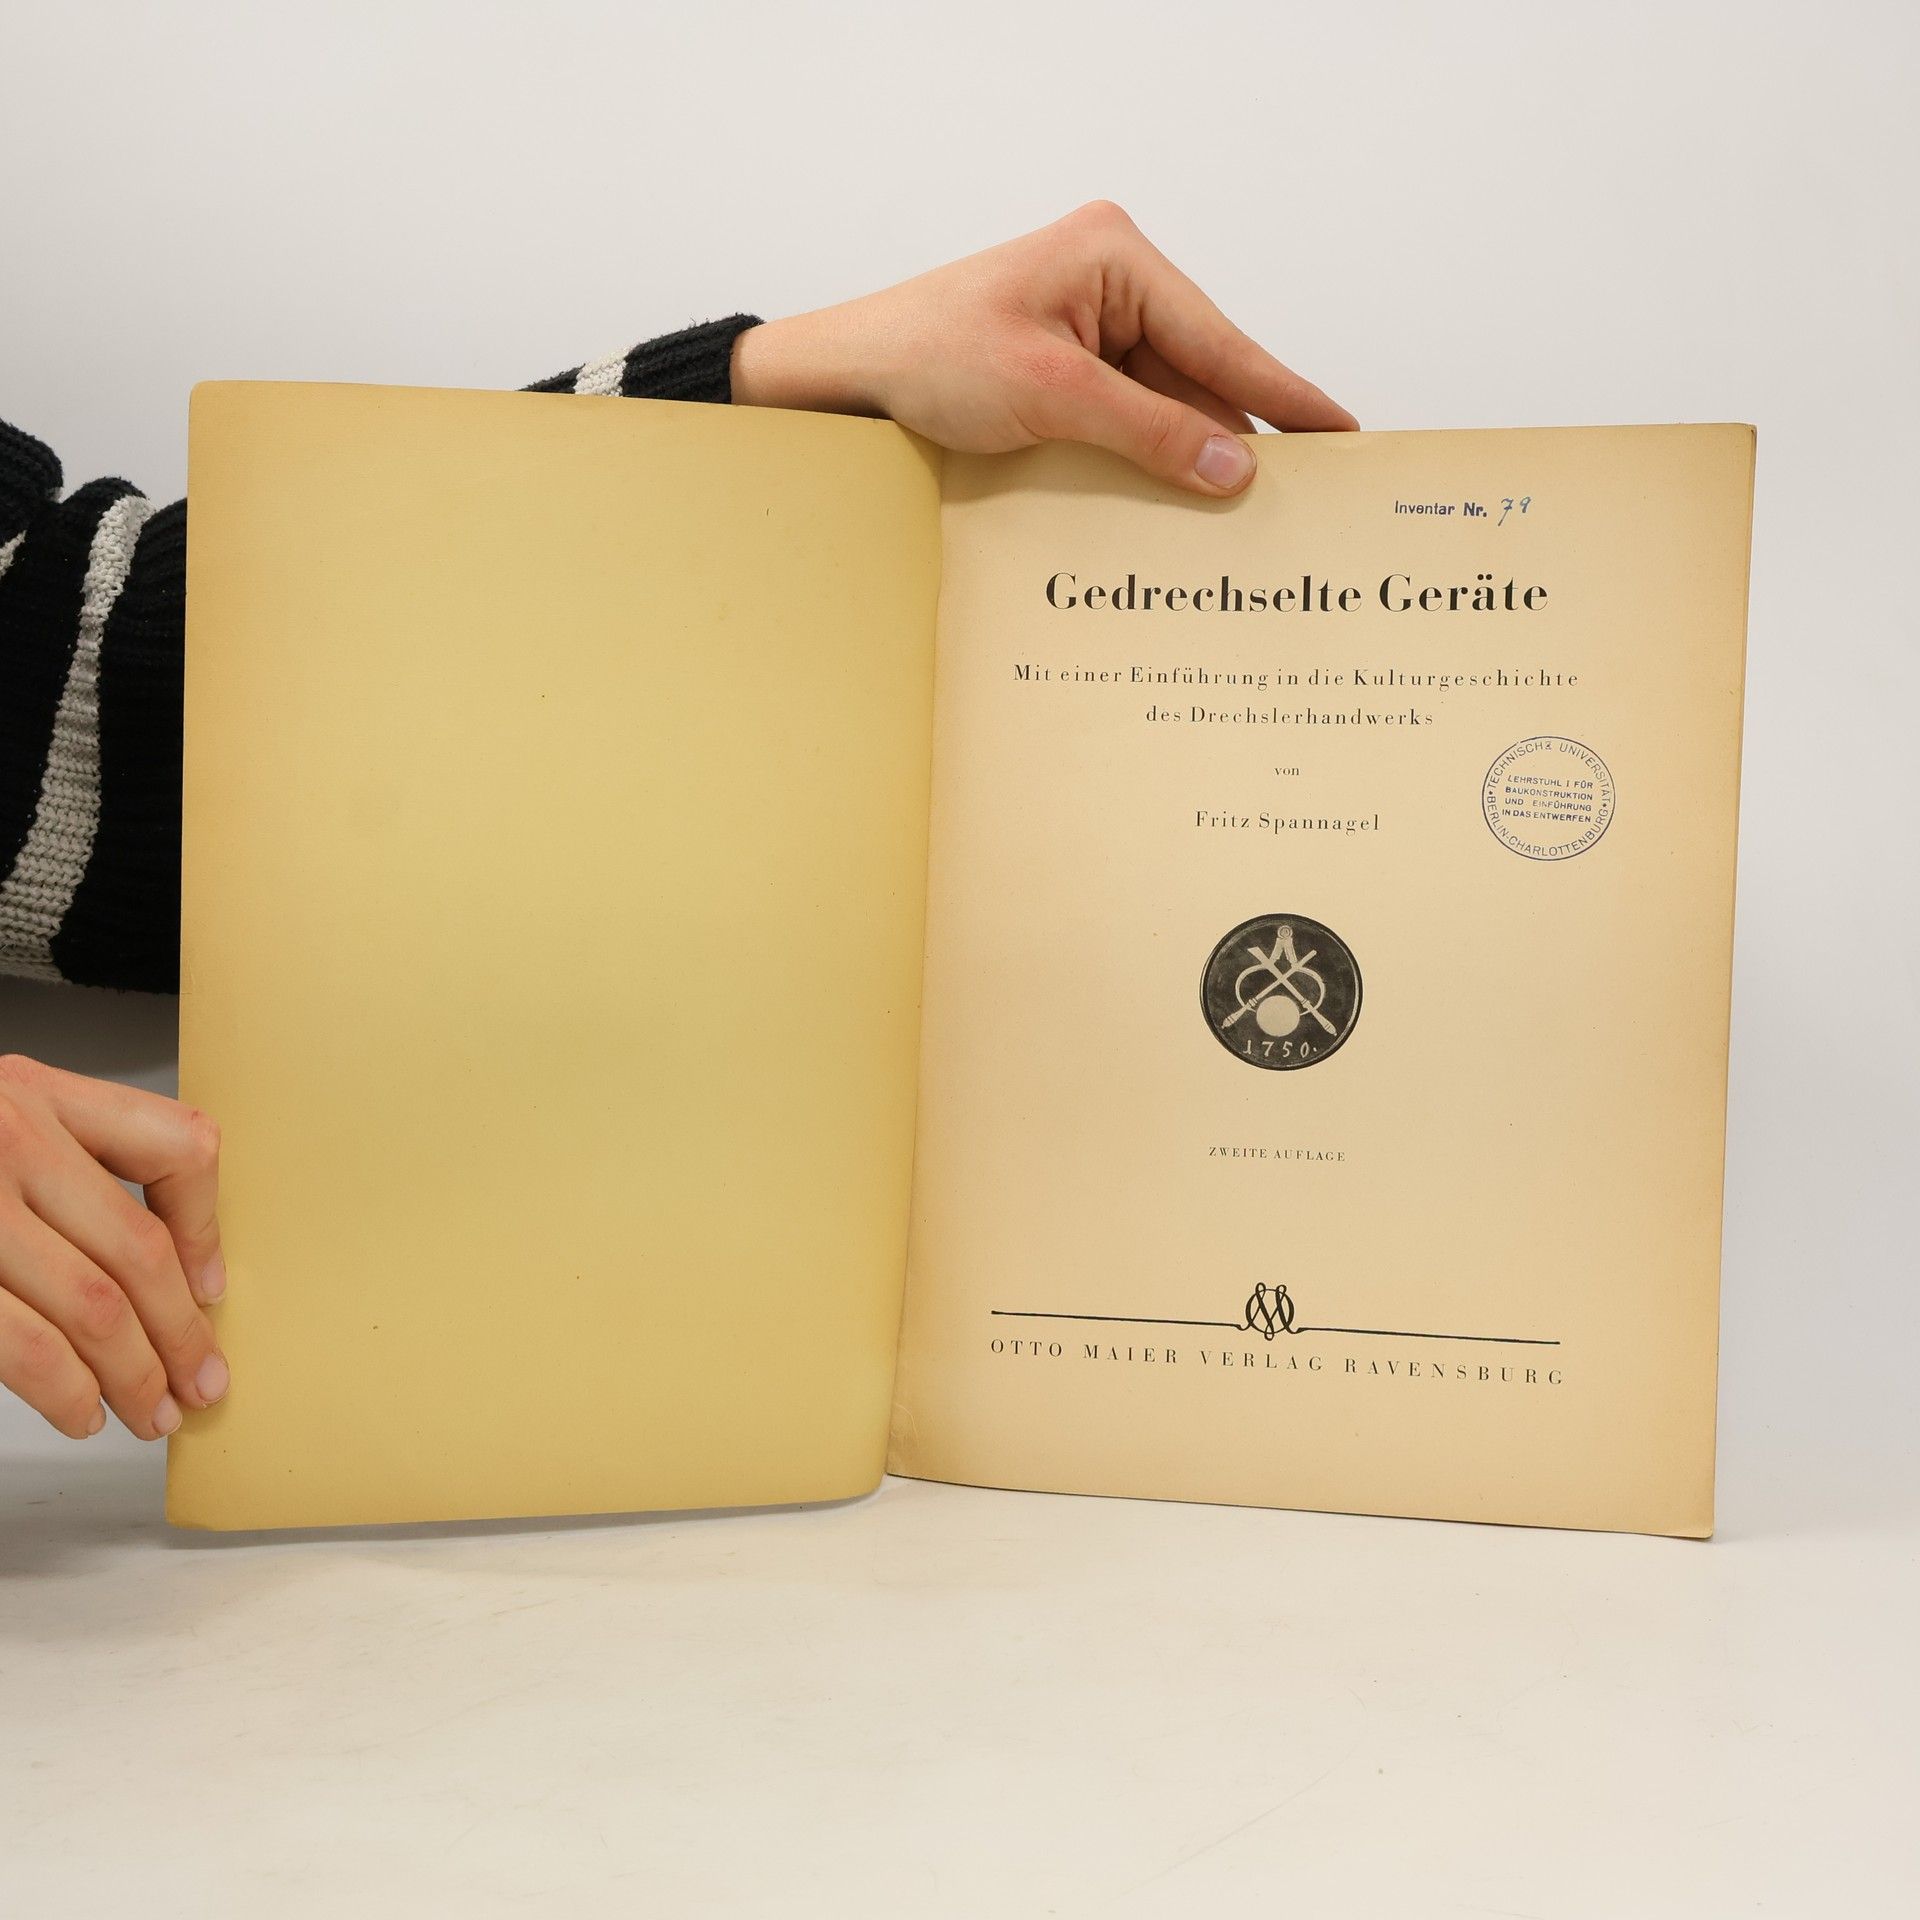 Inventar Nr. 79
Gedrechselte Geräte
Mit einer Einführung in die Kulturgeschichte
des Drechslerhandwerks
von
Fritz Spannagel
TECHNISCHE UNIVERSITÄT
LEHRSTUHL I FÜR
BAUKONSTRUKTION
UND EINFÜHRUNG
IN DAS ENTWERFEN
BERLIN-CHARLOTTENBURG
1750.
ZWEITE AUFLAGE
OTTO MAIER VERLAG RAVENSBURG